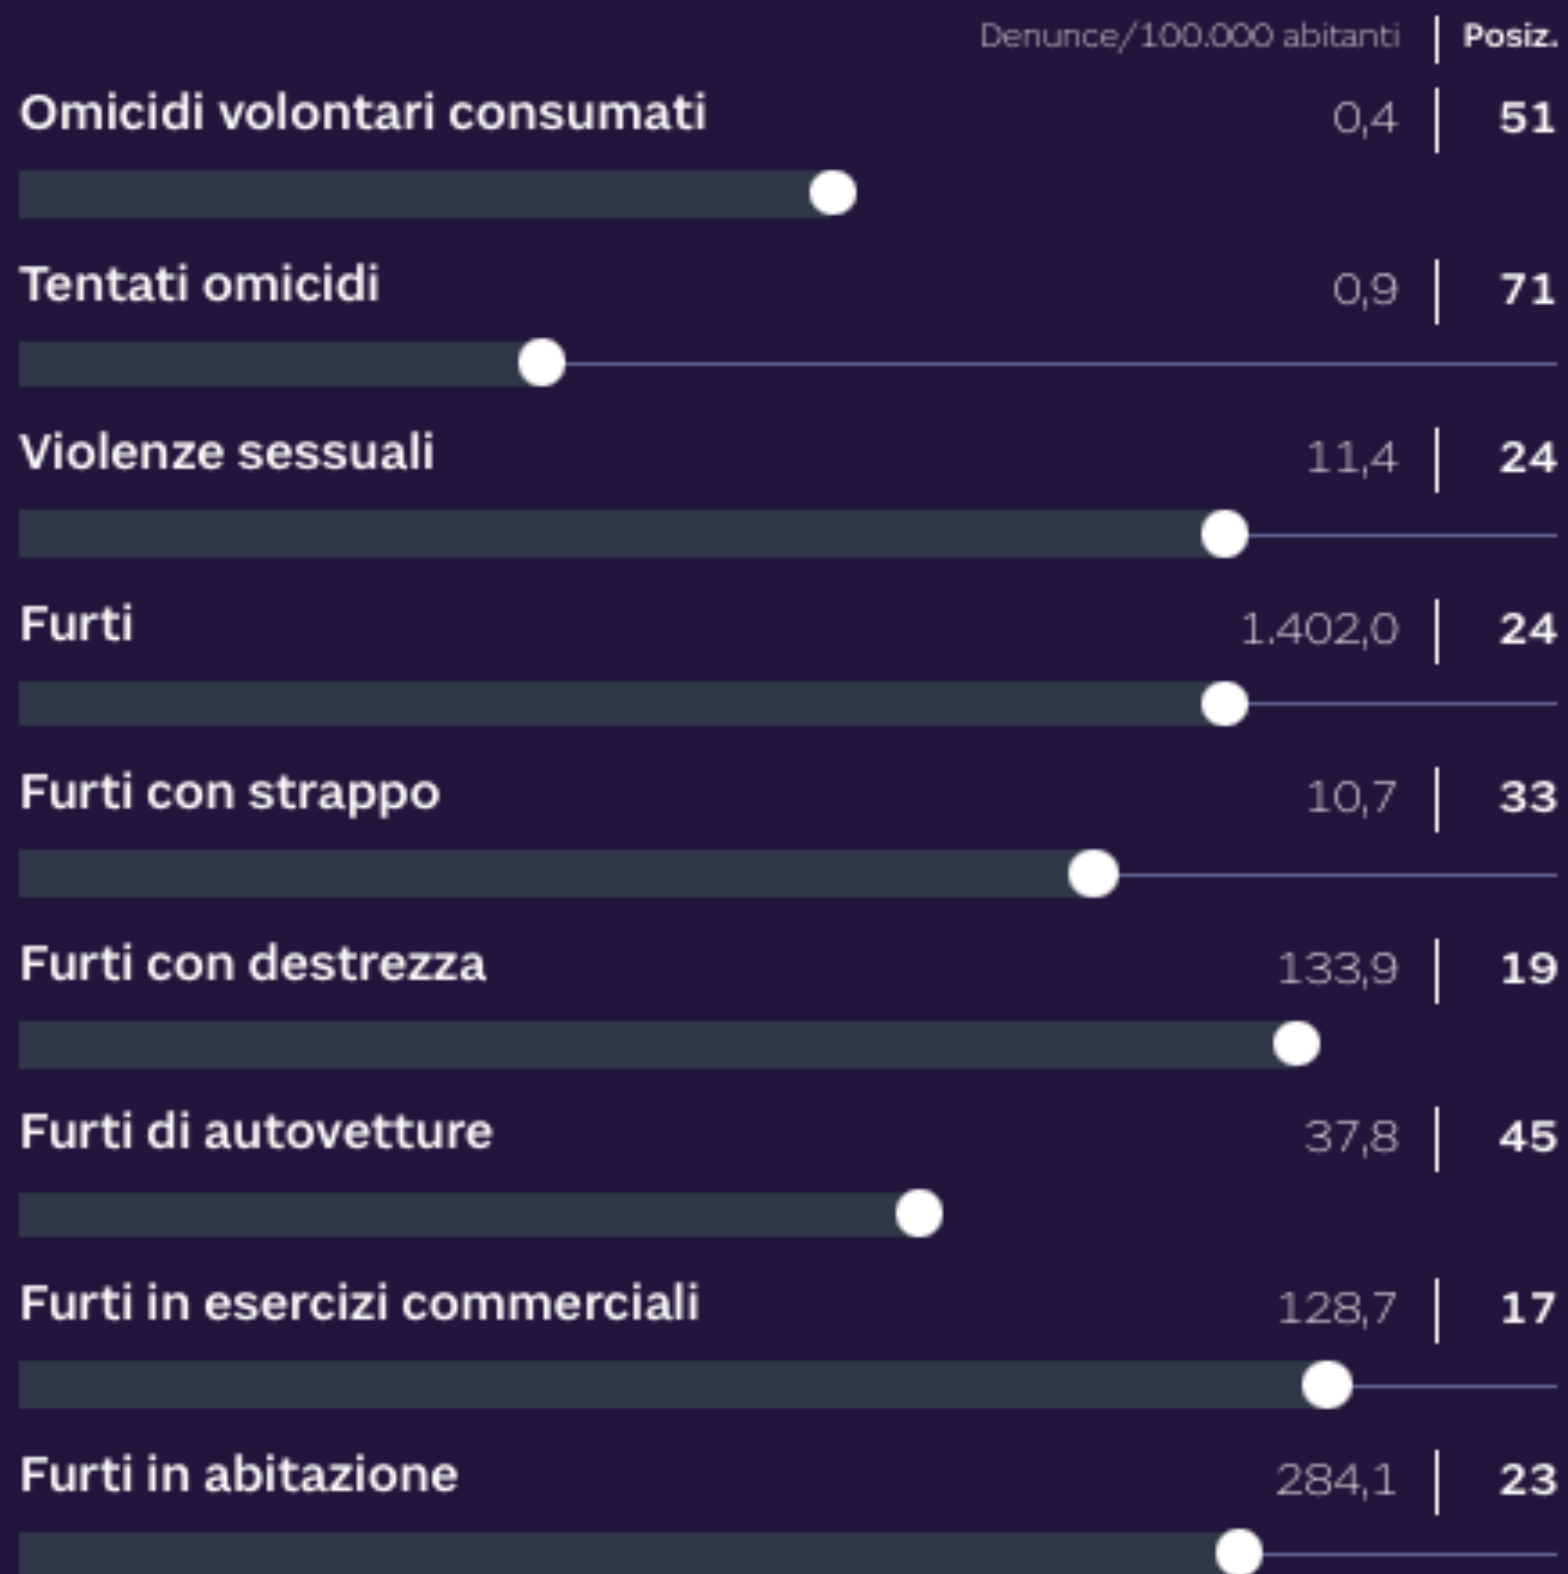 Denunce/100.000 abitanti | Posiz.
Omicidi volontari consumati 0,4 | 51
Tentati omicidi 0,9 | 71
Violenze sessuali 11,4 | 24
Furti 1.402,0 | 24
Furti con strappo 10,7 | 33
Furti con destrezza 133,9 | 19
Furti di autovetture 37,8 | 45
Furti in esercizi commerciali 128,7 | 17
Furti in abitazione 284,1 | 23